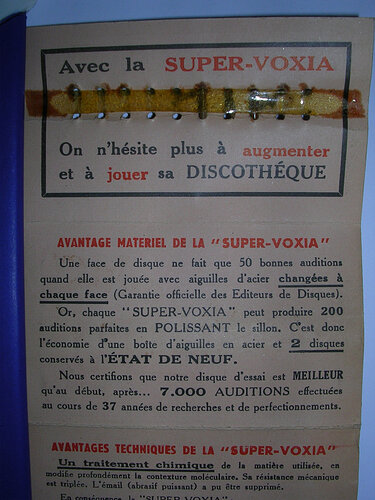 Avec la SUPER-VOXIA
On n'hésite plus à augmenter
et à jouer sa DISCOTHÉQUE
AVANTAGE MATERIEL DE LA "SUPER-VOXIA"
Une face de disque ne fait que 50 bonnes auditions
quand elle est jouée avec aiguilles d'acier changées à
chaque face (Garantie officielle des Editeurs de Disques).
Or, chaque "SUPER-VOXIA" peut produire 200
auditions parfaites en POLISSANT le sillon. C'est donc
l'économie d'une boîte d'aiguilles en acier et 2 disques
conservés à l'ÉTAT DE NEUF.
Nous certifions que notre disque d'essai est MEILLEUR
qu'au début, après... 7.000 AUDITIONS effectuées
au cours de 37 années de recherches et de perfectionnements.
AVANTAGES TECHNIQUES DE LA "SUPER-VOXIA"
Un traitement chimique de la matière utilisée, en
modifie profondément la contexture moléculaire. Sa résistance mécanique
est triplée. L'émail (abrasif puissant) a pu être supprimé.
En conséquence, la "SUPER-VOXIA"